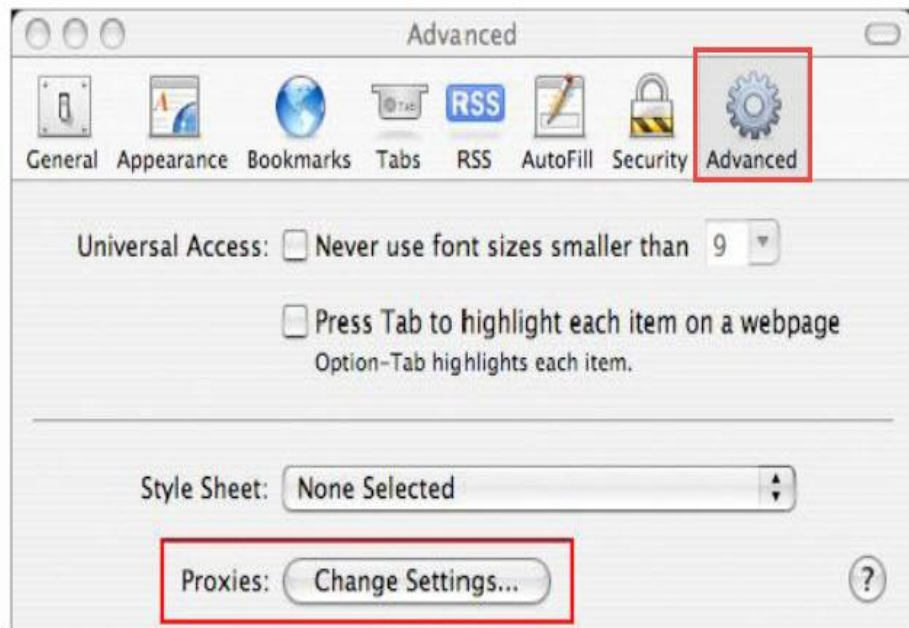 Advanced
Tab
RSS
General Appearance Bookmarks Tabs RSS AutoFill Security Advanced
Universal Access: Never use font sizes smaller than 9
Press Tab to highlight each item on a webpage
Option-Tab highlights each item.
Style Sheet: None Selected
Proxies: Change Settings... ?